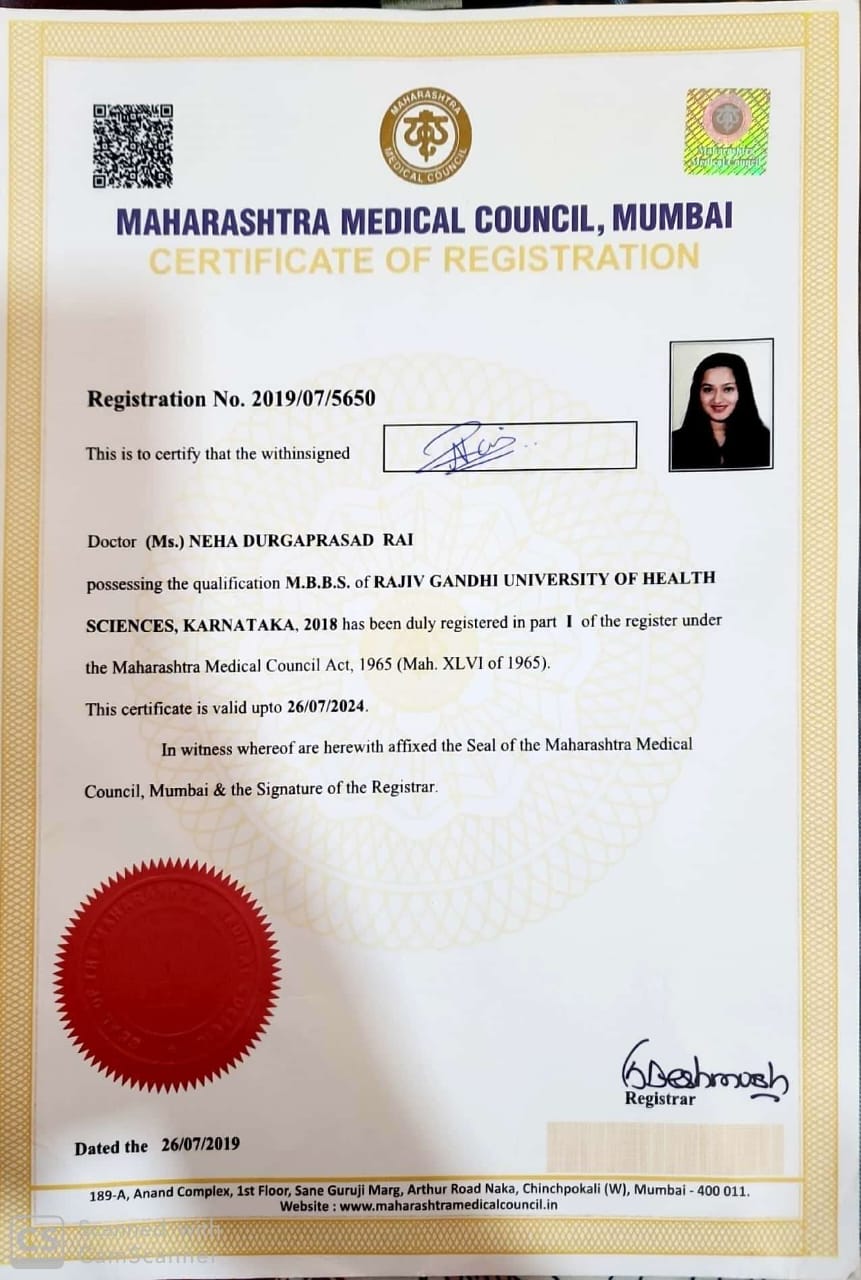 MAHARASHTRA
MEDICAL COUNCIL
Maharashtra
Medical Council
MAHARASHTRA MEDICAL COUNCIL, MUMBAI
CERTIFICATE OF REGISTRATION
Registration No. 2019/07/5650
This is to certify that the withinsigned
Rai
Doctor (Ms.) NEHA DURGAPRASAD RAI
possessing the qualification M.B.B.S. of RAJIV GANDHI UNIVERSITY OF HEALTH
SCIENCES, KARNATAKA, 2018 has been duly registered in part I of the register under
the Maharashtra Medical Council Act, 1965 (Mah. XLVI of 1965).
This certificate is valid upto 26/07/2024.
In witness whereof are herewith affixed the Seal of the Maharashtra Medical
Council, Mumbai & the Signature of the Registrar.
Deshmukh
Registrar
Dated the 26/07/2019
189-A, Anand Complex, 1st Floor, Sane Guruji Marg, Arthur Road Naka, Chinchpokali (W), Mumbai - 400 011.
Website : www.maharashtramedicalcouncil.in
CS
Scanned with
CamScanner